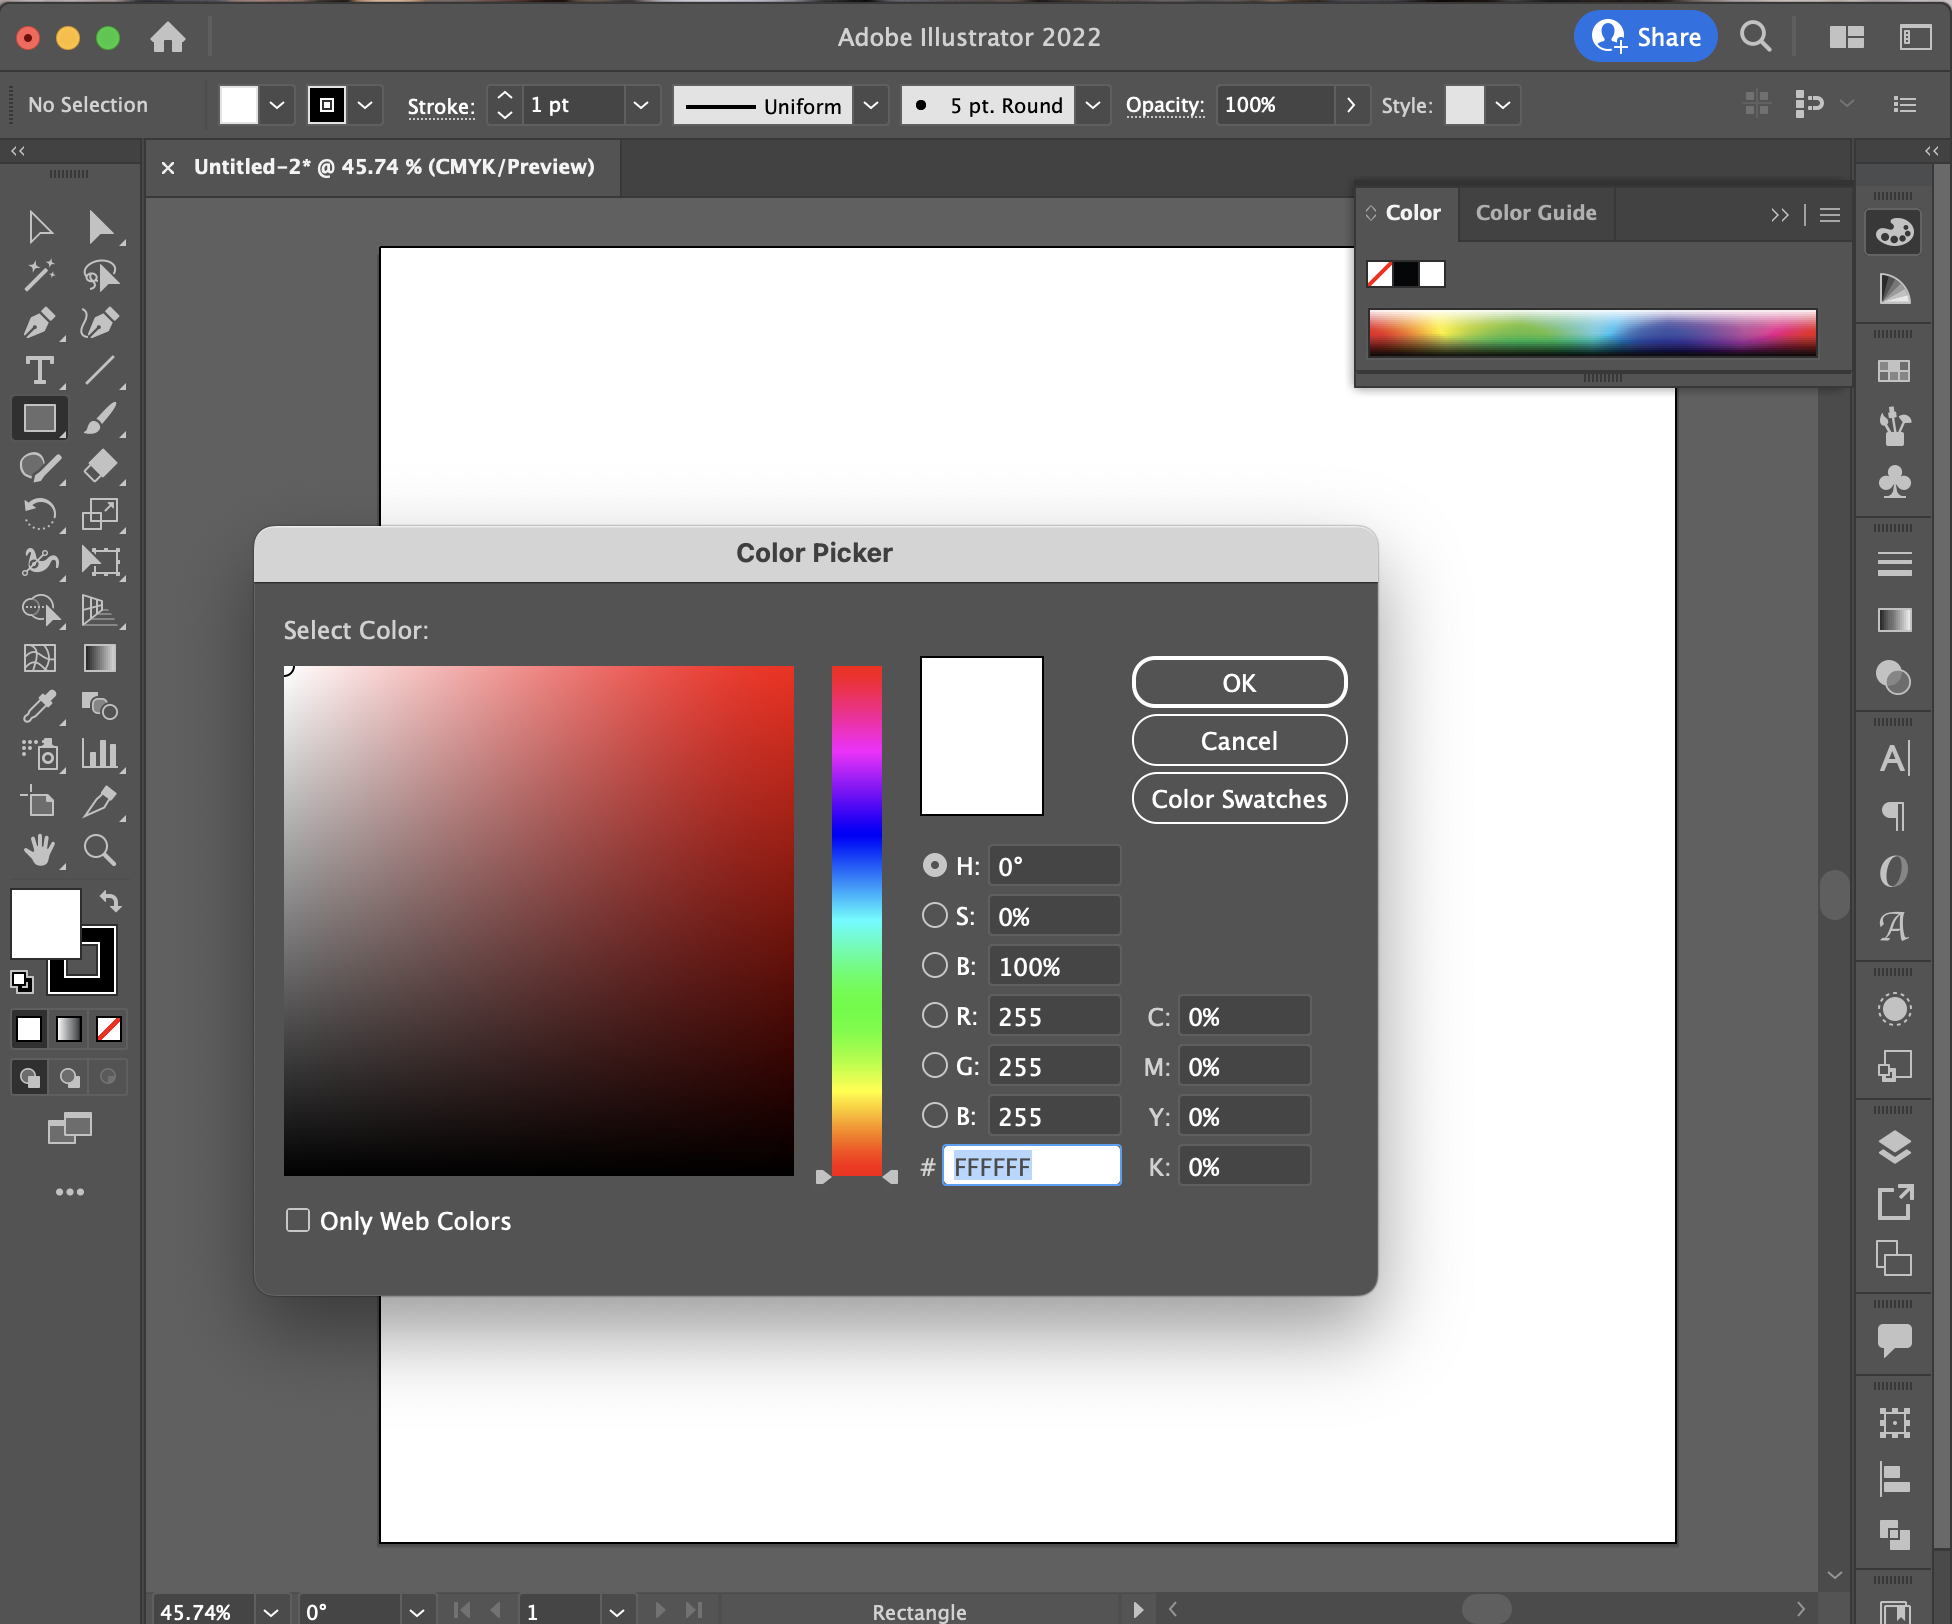 Adobe Illustrator 2022
Share
No Selection
Stroke:
1 pt
Uniform
5 pt. Round
Opacity:
100%
Style:
Untitled-2* @ 45.74 % (CMYK/Preview)
Color
Color Guide
Color Picker
Select Color:
OK
Cancel
Color Swatches
H: 0°
S: 0%
B: 100%
R: 255
C: 0%
G: 255
M: 0%
B: 255
Y: 0%
# FFFFFF
K: 0%
Only Web Colors
45.74%
0°
1
Rectangle